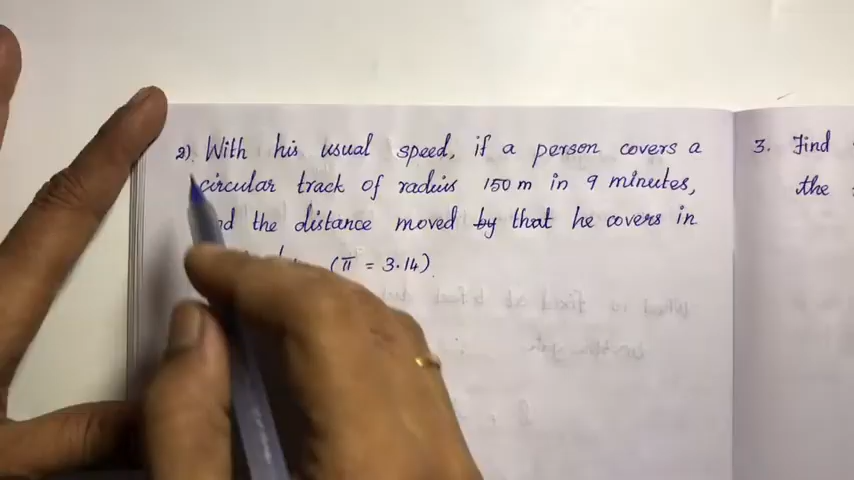 2). With his usual speed, if a person covers a
circular track of radius 150 m in 9 minutes,
the distance moved by that he covers in
(π = 3.14)
3. Find
the